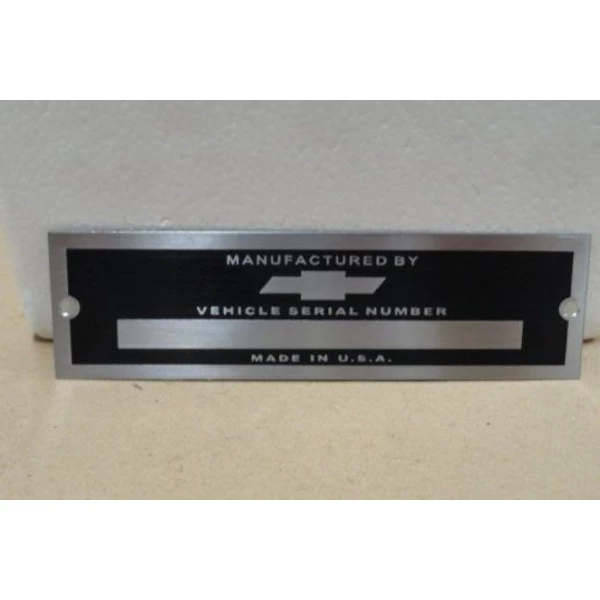 MANUFACTURED BY
VEHICLE SERIAL NUMBER
MADE IN U.S.A.